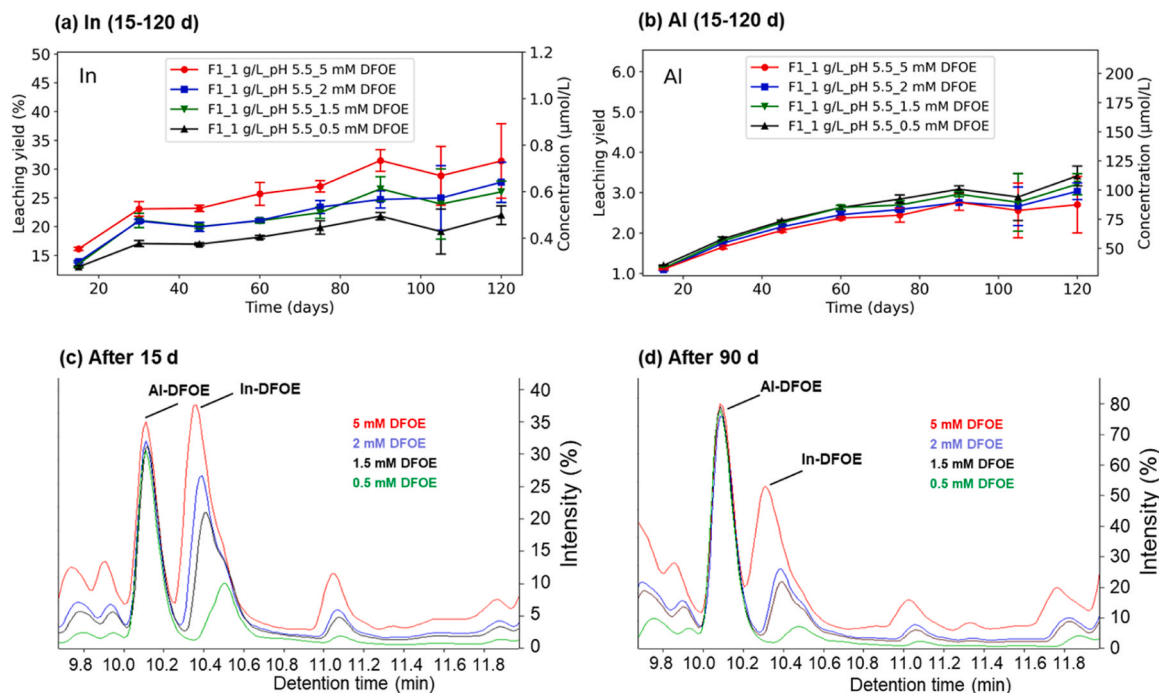 (a) In (15-120 d)
In
F1_1 g/L_pH 5.5_5 mM DFOE
F1_1 g/L_pH 5.5_2 mM DFOE
F1_1 g/L_pH 5.5_1.5 mM DFOE
F1_1 g/L_pH 5.5_0.5 mM DFOE
Leaching yield (%)
50
45
40
35
30
25
20
15
1.2
1.0
0.8
0.6
0.4
Concentration (μmol/L)
20 40 60 80 100 120
Time (days)
(b) Al (15-120 d)
Al
F1_1 g/L_pH 5.5_5 mM DFOE
F1_1 g/L_pH 5.5_2 mM DFOE
F1_1 g/L_pH 5.5_1.5 mM DFOE
F1_1 g/L_pH 5.5_0.5 mM DFOE
Leaching yield
6.0
5.0
4.0
3.0
2.0
1.0
200
175
150
125
100
75
50
Concentration (μmol/L)
20 40 60 80 100 120
Time (days)
(c) After 15 d
Al-DFOE
In-DFOE
5 mM DFOE
2 mM DFOE
1.5 mM DFOE
0.5 mM DFOE
40
35
30
25
20
15
10
5
0
Intensity (%)
9.8 10.0 10.2 10.4 10.6 10.8 11.0 11.2 11.4 11.6 11.8
Detention time (min)
(d) After 90 d
Al-DFOE
In-DFOE
5 mM DFOE
2 mM DFOE
1.5 mM DFOE
0.5 mM DFOE
80
70
60
50
40
30
20
10
0
Intensity (%)
9.8 10.0 10.2 10.4 10.6 10.8 11.0 11.2 11.4 11.6 11.8
Detention time (min)